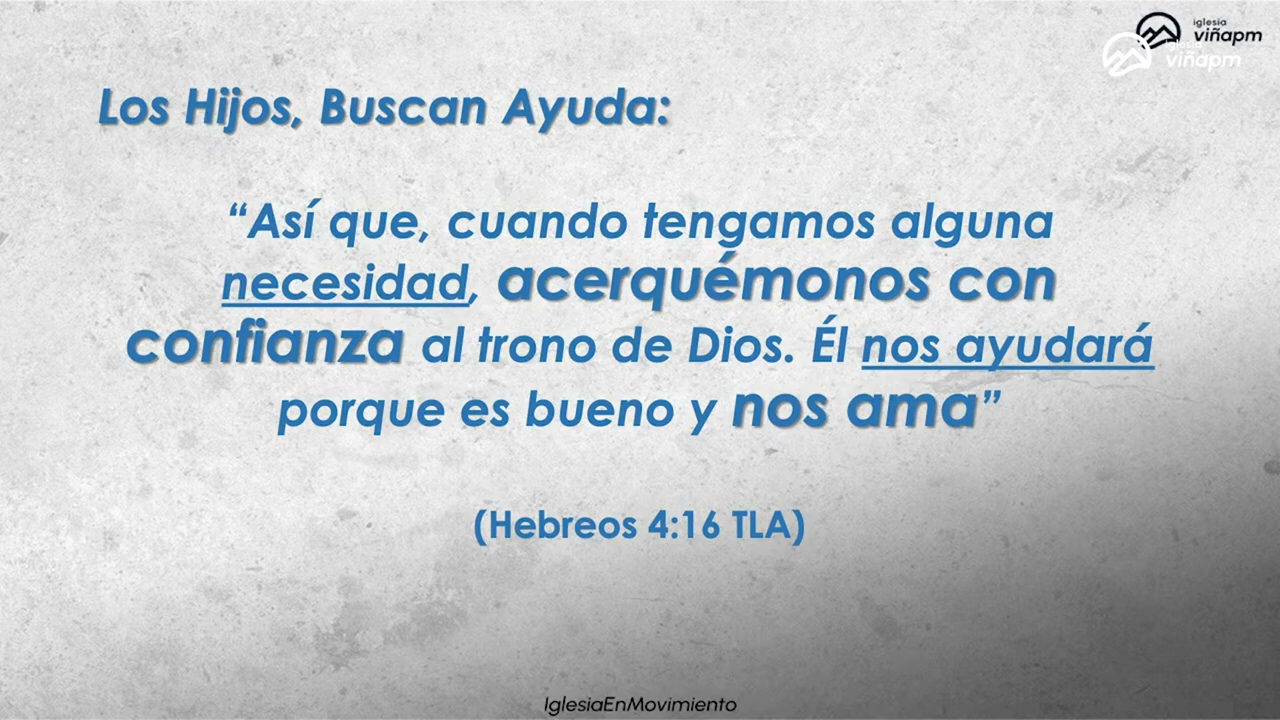 iglesia
viñapm
iglesia
viñapm
Los Hijos, Buscan Ayuda:
“Así que, cuando tengamos alguna
necesidad, acerquémonos con
confianza al trono de Dios. Él nos ayudará
porque es bueno y nos ama”
(Hebreos 4:16 TLA)
IglesiaEnMovimiento